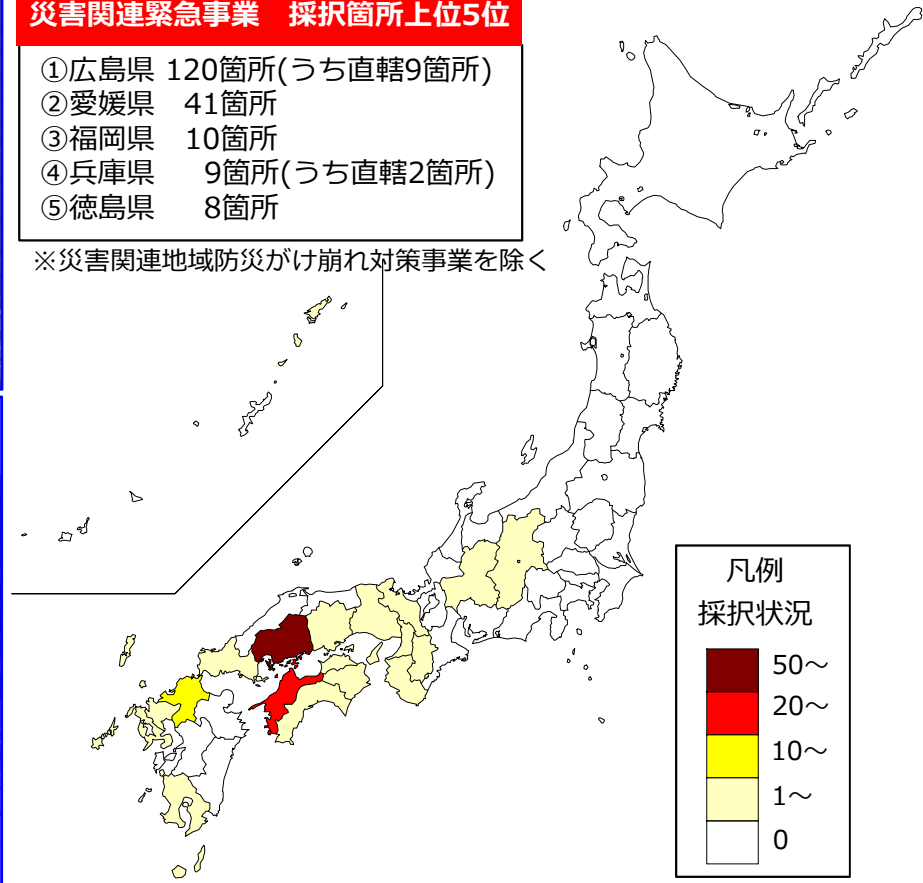 災害関連緊急事業　採択箇所上位5位
①広島県 120箇所(うち直轄9箇所)
②愛媛県 41箇所
③福岡県 10箇所
④兵庫県 9箇所(うち直轄2箇所)
⑤徳島県 8箇所
※災害関連地域防災がけ崩れ対策事業を除く
凡例
採択状況
50～
20～
10～
1～
0